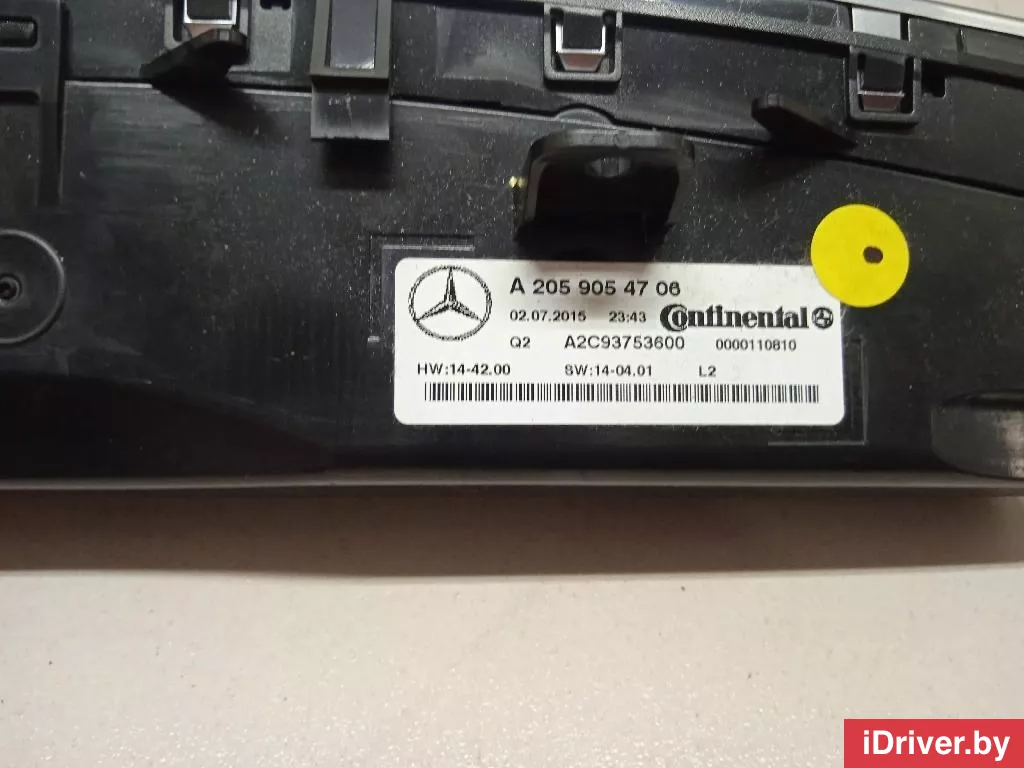 A 205 905 47 06
02.07.2015 23:43 Continental
Q2 A2C93753600 0000110810
HW:14-42.00 SW:14-04.01 L2
iDriver.by